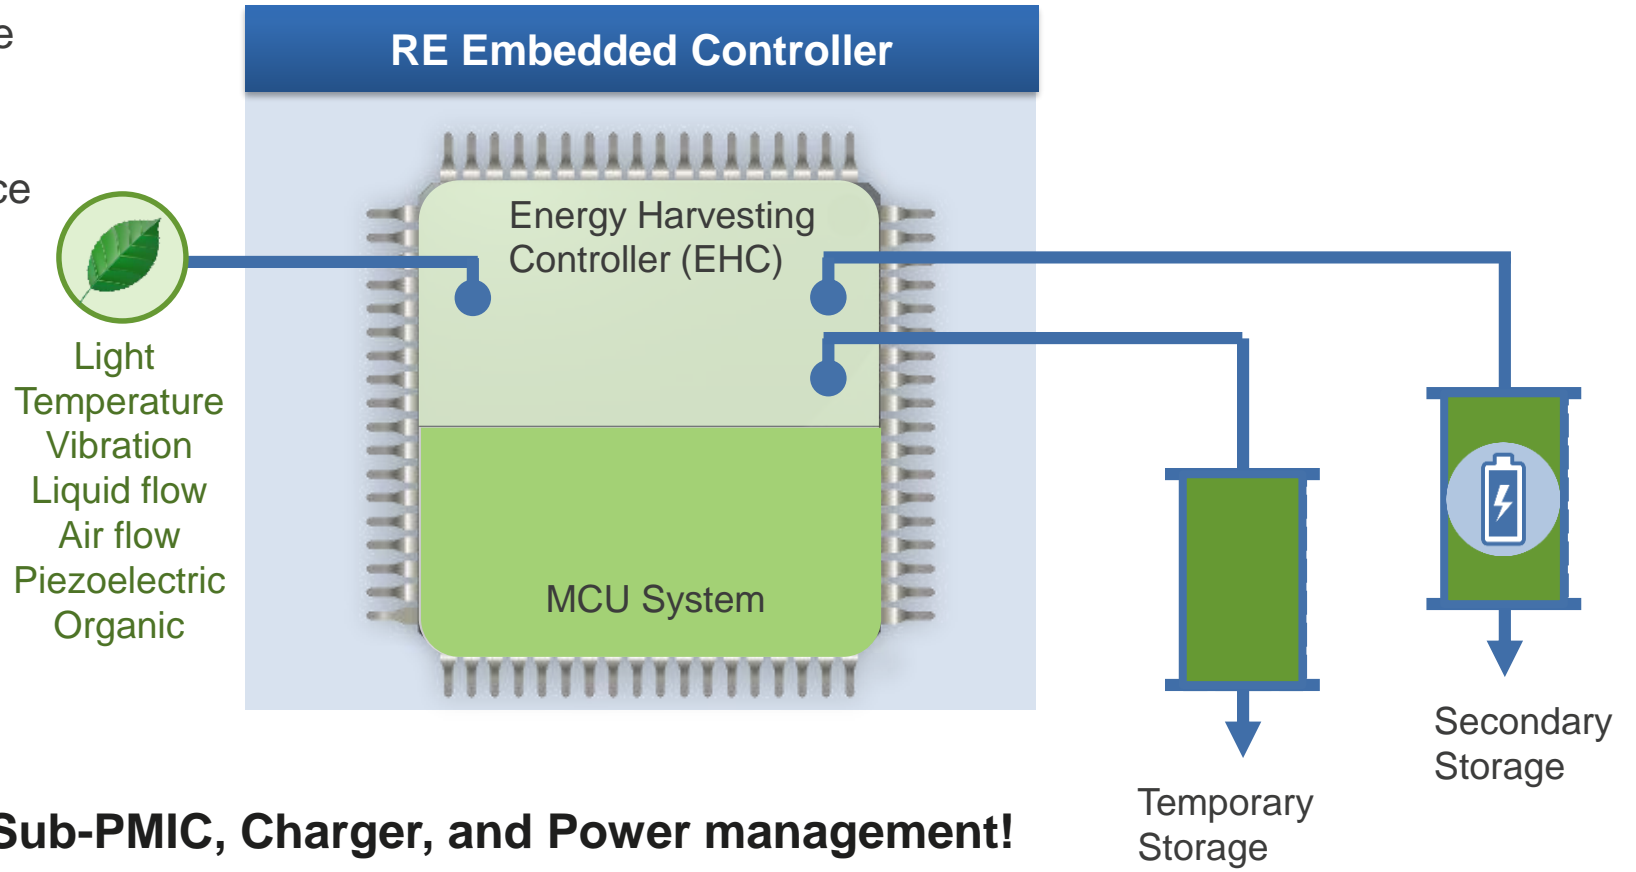 RE Embedded Controller
Energy Harvesting
Controller (EHC)
Light
Temperature
Vibration
Liquid flow
Air flow
Piezoelectric
Organic
MCU System
Secondary
Storage
Temporary
Storage
Sub-PMIC, Charger, and Power management!